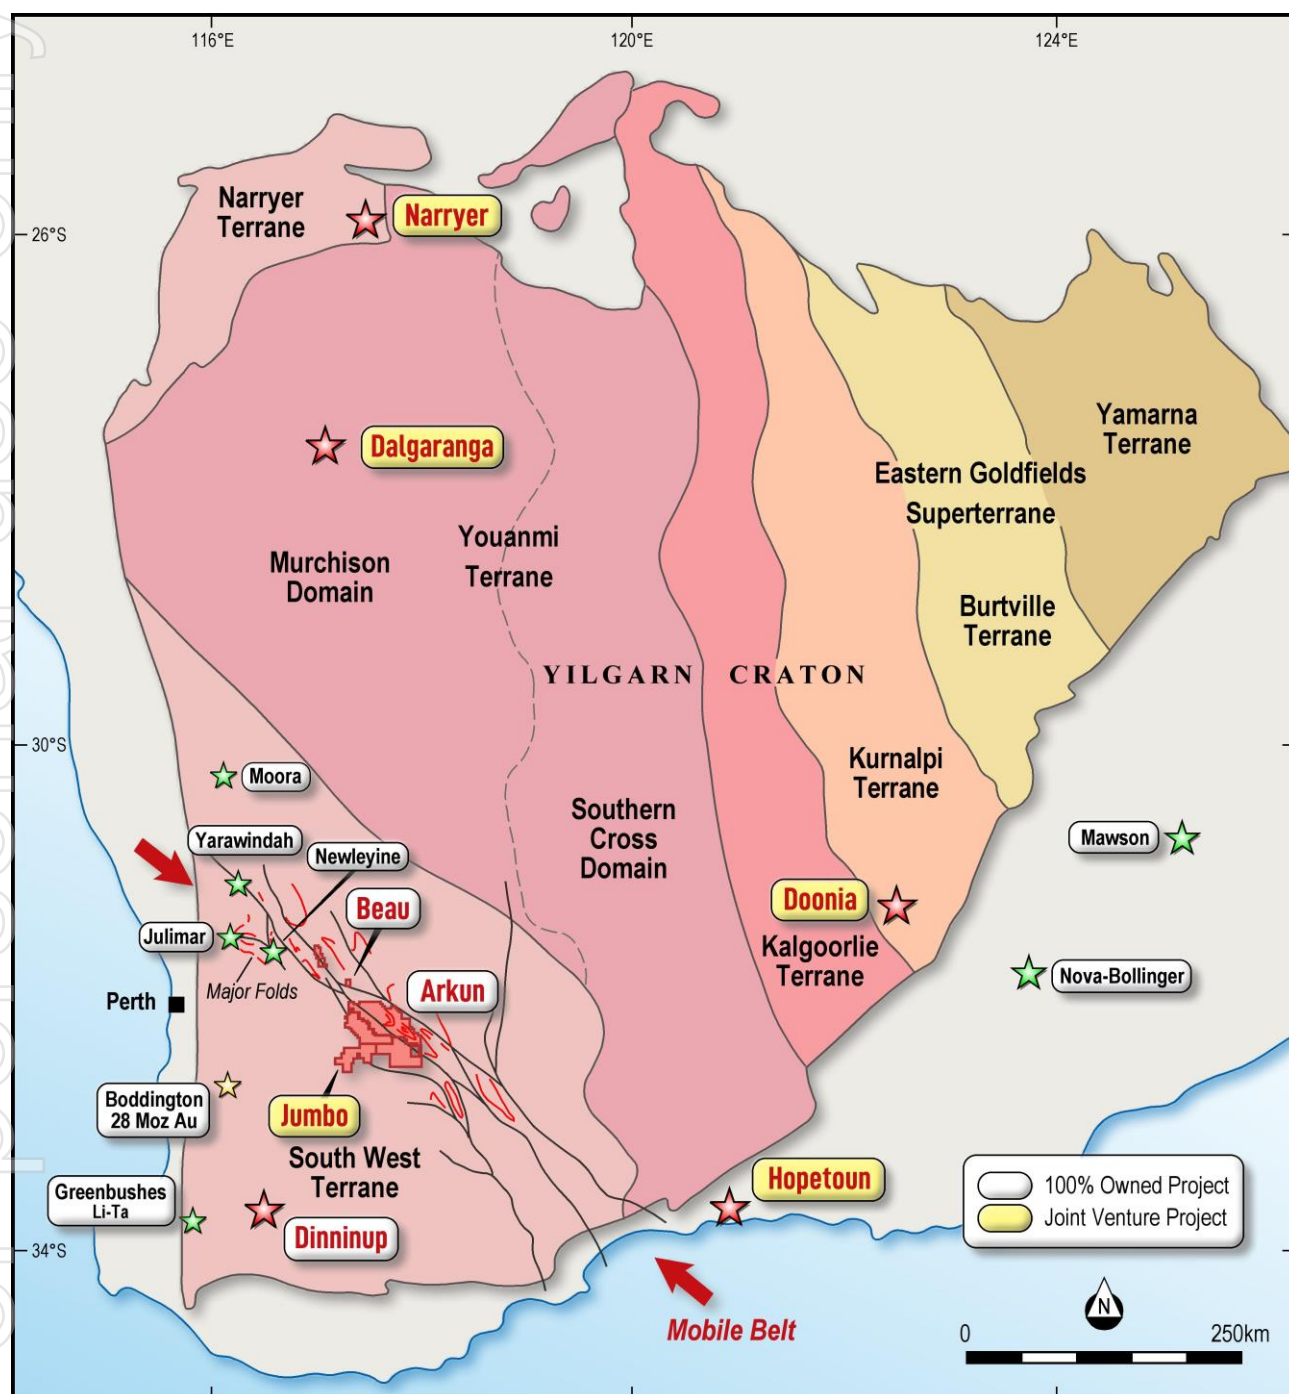 116°E
120°E
124°E
Narryer
Terrane
Narryer
26°S
Dalgaranga
Yamarna
Terrane
Eastern Goldfields
Superterrane
Youanmi
Terrane
Murchison
Domain
Burtville
Terrane
YILGARN CRATON
30°S
Moora
Kurnalpi
Terrane
Southern
Cross
Domain
Yarawindah
Newleyine
Mawson
Beau
Doonia
Julimar
Kalgoorlie
Terrane
Major Folds
Arkun
Nova-Bollinger
Perth
Boddington
28 Moz Au
Jumbo
South West
Terrane
Hopetoun
Greenbushes
Li-Ta
Dinninup
100% Owned Project
Joint Venture Project
34°S
Mobile Belt
N
0
250km